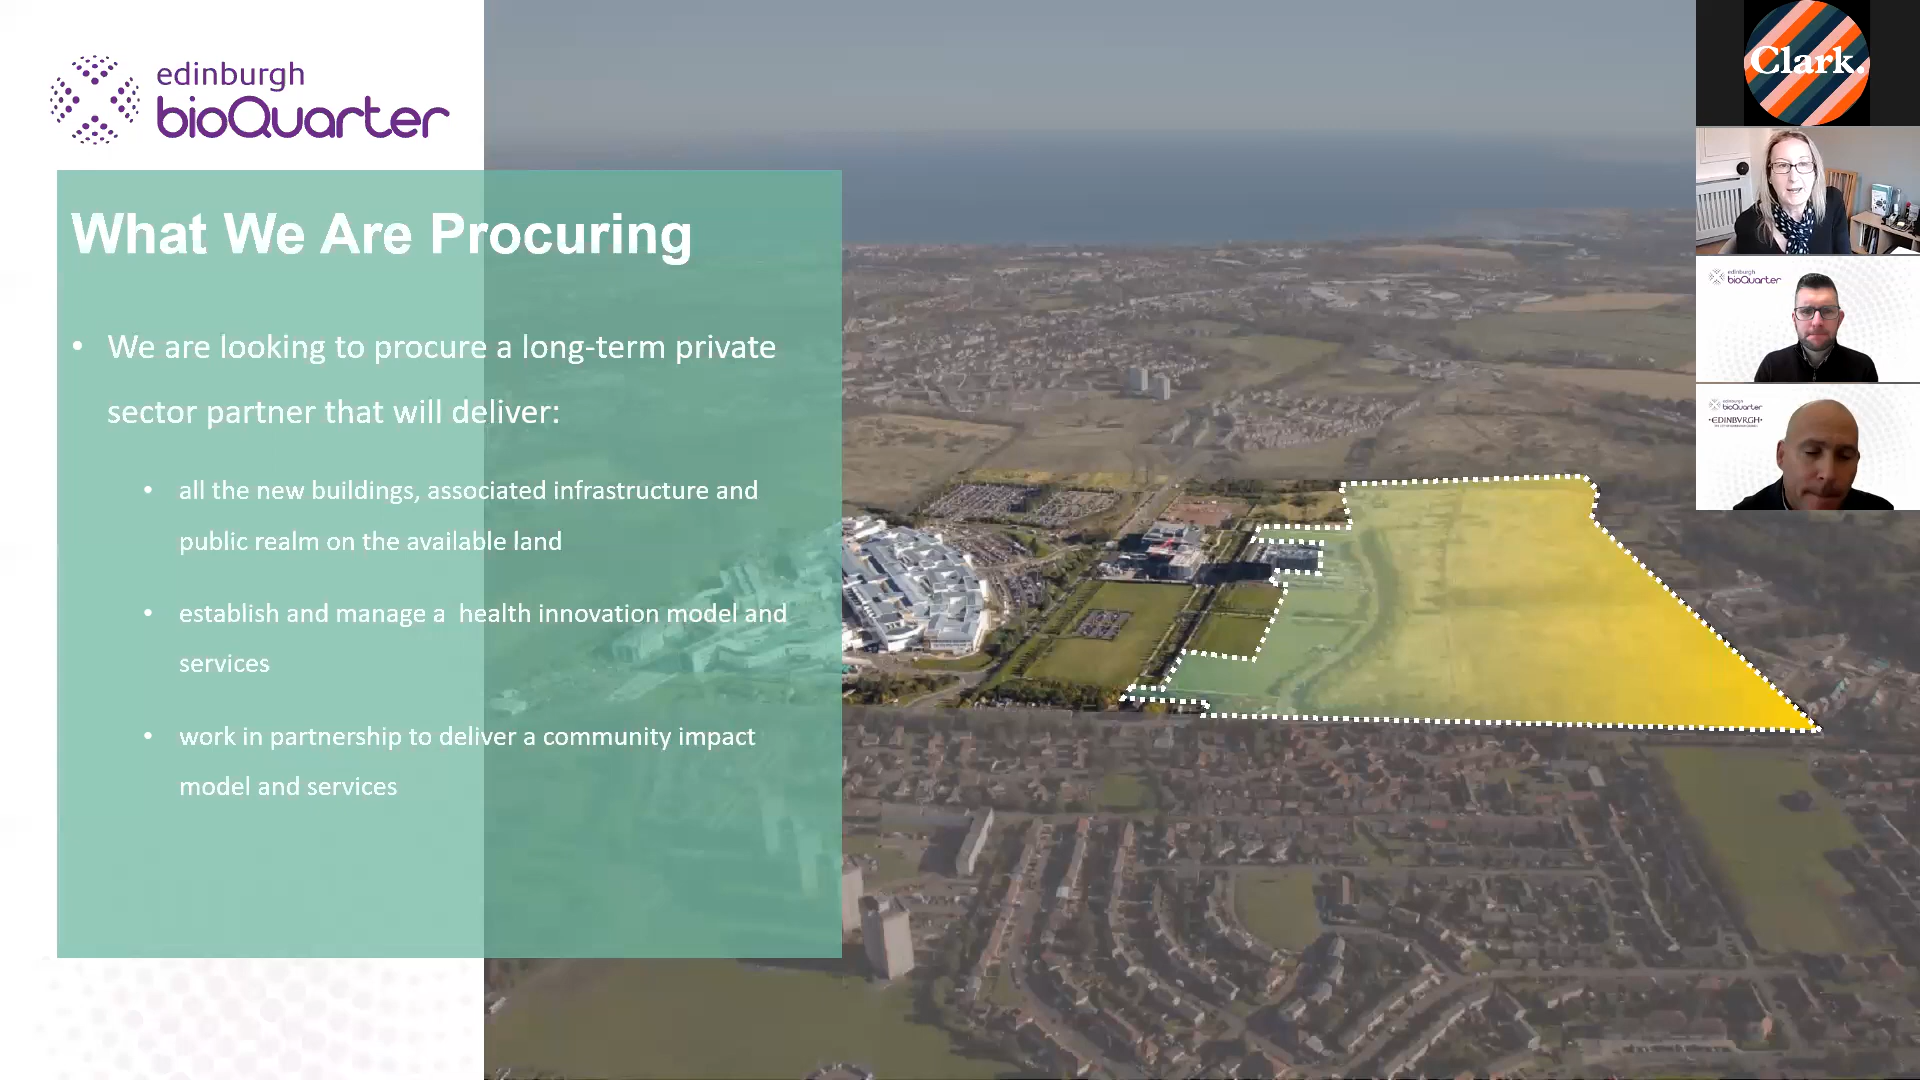 edinburgh
bioQuarter
What We Are Procuring
• We are looking to procure a long-term private
sector partner that will deliver:
• all the new buildings, associated infrastructure and
public realm on the available land
• establish and manage a health innovation model and
services
• work in partnership to deliver a community impact
model and services
Clark.
edinburgh
bioQuarter
edinburgh
bioQuarter
•EDINBVRGH•